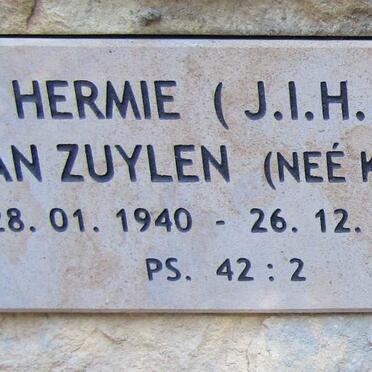 HERMIE (J.I.H.
AN ZUYLEN (NEÉ K
28.01.1940 - 26.12.
PS. 42:2